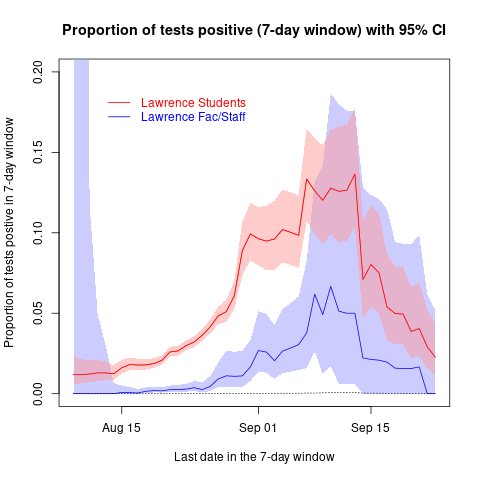 Proportion of tests positive (7-day window) with 95% CI
Proportion of tests postive in 7-day window
0.20
0.15
0.10
0.05
0.00
Lawrence Students
Lawrence Fac/Staff
Aug 15
Sep 01
Sep 15
Last date in the 7-day window